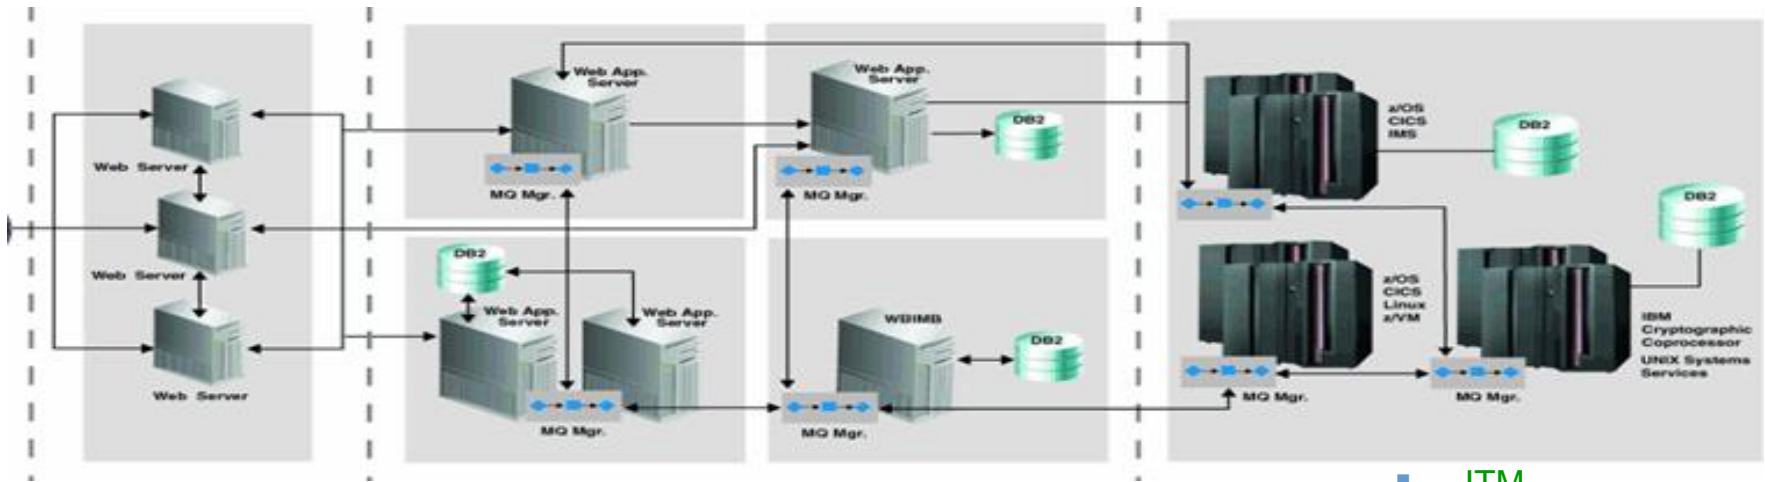 Web Server
Web Server
Web Server
Web App.
Server
MQ Mgr.
Web App.
Server
DB2
MQ Mgr.
DB2
Web App.
Server
Web App.
Server
MQ Mgr.
WBIMB
DB2
MQ Mgr.
z/OS
CICS
IMS
DB2
DB2
z/OS
CICS
Linux
z/VM
MQ Mgr.
IBM
Cryptographic
Coprocessor
UNIX Systems
Services
MQ Mgr.
ITM